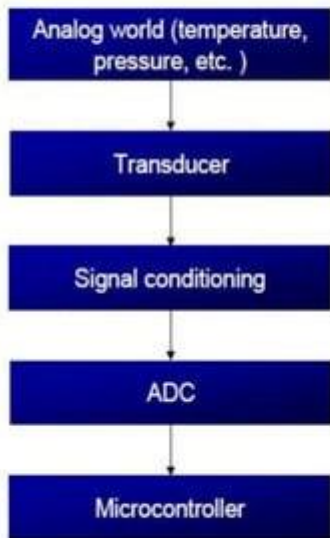 Analog world (temperature,
pressure, etc. )
Transducer
Signal conditioning
ADC
Microcontroller